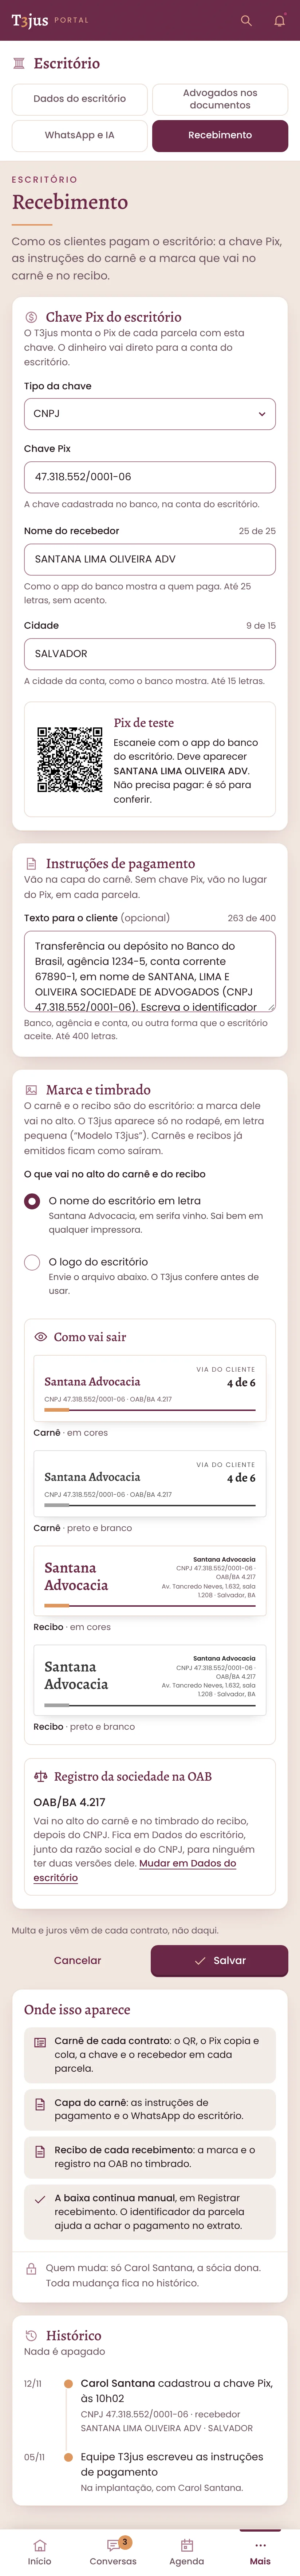 T3jus PORTAL
Escritório
Dados do escritório
Advogados nos
documentos
WhatsApp e IA
Recebimento
ESCRITÓRIO
Recebimento
Como os clientes pagam o escritório: a chave Pix,
as instruções do carnê e a marca que vai no
carnê e no recibo.
Chave Pix do escritório
O T3jus monta o Pix de cada parcela com esta
chave. O dinheiro vai direto para a conta do
escritório.
Tipo da chave
CNPJ
Chave Pix
47.318.552/0001-06
A chave cadastrada no banco, na conta do escritório.
Nome do recebedor 25 de 25
SANTANA LIMA OLIVEIRA ADV
Como o app do banco mostra a quem paga. Até 25
letras, sem acento.
Cidade 9 de 15
SALVADOR
A cidade da conta, como o banco mostra. Até 15 letras.
Pix de teste
Escaneie com o app do banco
do escritório. Deve aparecer
SANTANA LIMA OLIVEIRA ADV.
Não precisa pagar: é só para
conferir.
Instruções de pagamento
Vão na capa do carnê. Sem chave Pix, vão no lugar
do Pix, em cada parcela.
Texto para o cliente (opcional) 263 de 400
Transferência ou depósito no Banco do
Brasil, agência 1234-5, conta corrente
67890-1, em nome de SANTANA, LIMA E
OLIVEIRA SOCIEDADE DE ADVOGADOS (CNPJ
47.318.552/0001-06). Escreva o identificador
Banco, agência e conta, ou outra forma que o escritório
aceite. Até 400 letras.
Marca e timbrado
O carnê e o recibo são do escritório: a marca dele
vai no alto. O T3jus aparece só no rodapé, em letra
pequena (“Modelo T3jus”). Carnês e recibos já
emitidos ficam como saíram.
O que vai no alto do carnê e do recibo
O nome do escritório em letra
Santana Advocacia, em serifa vinho. Sai bem em
qualquer impressora.
O logo do escritório
Envie o arquivo abaixo. O T3jus confere antes de
usar.
Como vai sair
VIA DO CLIENTE
Santana Advocacia 4 de 6
CNPJ 47.318.552/0001-06 · OAB/BA 4.217
Carnê · em cores
VIA DO CLIENTE
Santana Advocacia 4 de 6
CNPJ 47.318.552/0001-06 · OAB/BA 4.217
Carnê · preto e branco
Santana
Advocacia
Santana Advocacia
CNPJ 47.318.552/0001-06 ·
OAB/BA 4.217
Av. Tancredo Neves, 1.632, sala
1.208 · Salvador, BA
Recibo · em cores
Santana
Advocacia
Santana Advocacia
CNPJ 47.318.552/0001-06 ·
OAB/BA 4.217
Av. Tancredo Neves, 1.632, sala
1.208 · Salvador, BA
Recibo · preto e branco
Registro da sociedade na OAB
OAB/BA 4.217
Vai no alto do carnê e no timbrado do recibo,
depois do CNPJ. Fica em Dados do escritório,
junto da razão social e do CNPJ, para ninguém
ter duas versões dele. Mudar em Dados do
escritório
Multa e juros vêm de cada contrato, não daqui.
Cancelar
Salvar
Onde isso aparece
Carnê de cada contrato: o QR, o Pix copia e
cola, a chave e o recebedor em cada
parcela.
Capa do carnê: as instruções de
pagamento e o WhatsApp do escritório.
Recibo de cada recebimento: a marca e o
registro na OAB no timbrado.
A baixa continua manual, em Registrar
recebimento. O identificador da parcela
ajuda a achar o pagamento no extrato.
Quem muda: só Carol Santana, a sócia dona.
Toda mudança fica no histórico.
Histórico
Nada é apagado
12/11 Carol Santana cadastrou a chave Pix,
às 10h02
CNPJ 47.318.552/0001-06 · recebedor
SANTANA LIMA OLIVEIRA ADV · SALVADOR
05/11 Equipe T3jus escreveu as instruções
de pagamento
Na implantação, com Carol Santana.
3
Início Conversas Agenda Mais